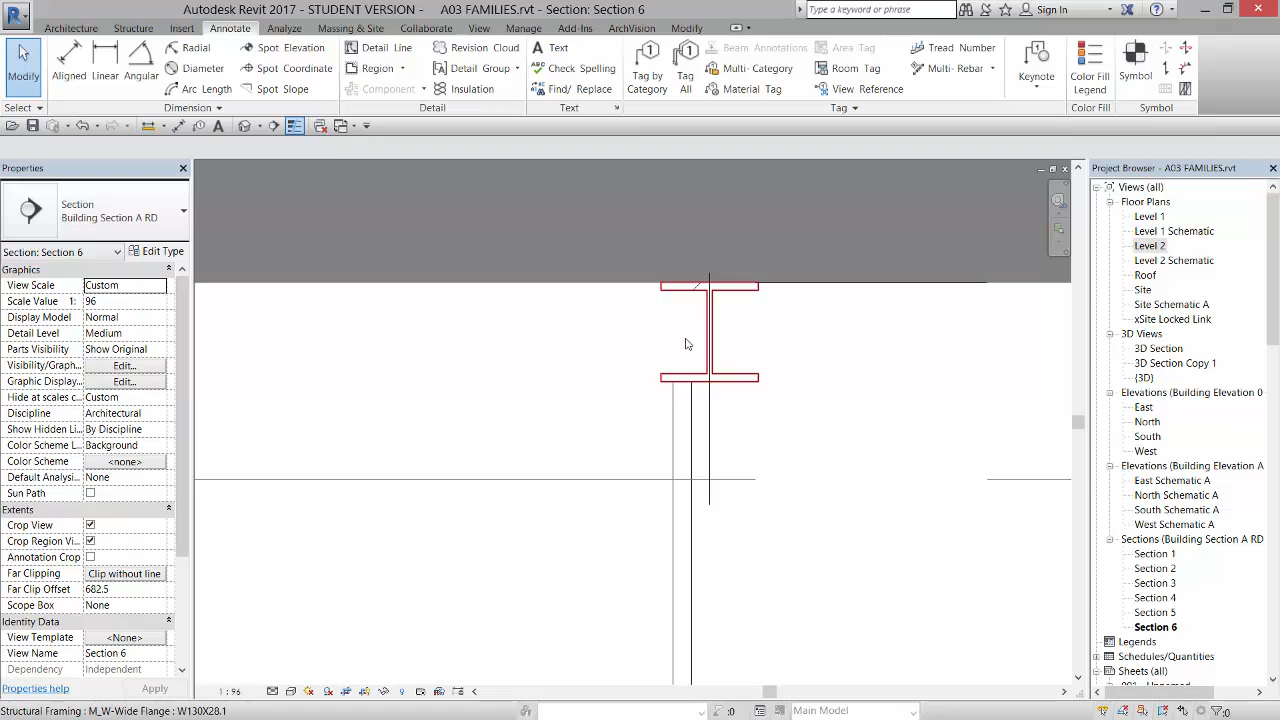 Autodesk Revit 2017 - STUDENT VERSION - A03 FAMILIES.rvt - Section: Section 6
Type a keyword or phrase
Sign In
Architecture Structure Insert Annotate Analyze Massing & Site Collaborate View Manage Add-Ins ArchVision Modify
Modify
Select
Aligned Linear Angular
Radial
Diameter
Arc Length
Spot Elevation
Spot Coordinate
Spot Slope
Dimension
Detail Line
Region
Component
Revision Cloud
Detail Group
Insulation
Detail
Text
Check Spelling
Find/ Replace
Text
Tag by Category
Tag All
Beam Annotations
Multi- Category
Material Tag
Area Tag
Room Tag
View Reference
Tread Number
Multi- Rebar
Tag
Keynote
Color Fill Legend
Color Fill
Symbol
Symbol
Properties
Section
Building Section A RD
Section: Section 6
Edit Type
Graphics
View Scale Custom
Scale Value 1: 96
Display Model Normal
Detail Level Medium
Parts Visibility Show Original
Visibility/Graph... Edit...
Graphic Display... Edit...
Hide at scales c... Custom
Discipline Architectural
Show Hidden Li... By Discipline
Color Scheme L... Background
Color Scheme <none>
Default Analysi... None
Sun Path
Extents
Crop View
Crop Region Vi...
Annotation Crop
Far Clipping Clip without line
Far Clip Offset 682.5
Scope Box None
Identity Data
View Template <None>
View Name Section 6
Dependency Independent
Properties help
Apply
Project Browser - A03 FAMILIES.rvt
Views (all)
Floor Plans
Level 1
Level 1 Schematic
Level 2
Level 2 Schematic
Roof
Site
Site Schematic A
xSite Locked Link
3D Views
3D Section
3D Section Copy 1
{3D}
Elevations (Building Elevation 0
East
North
South
West
Elevations (Building Elevation A
East Schematic A
North Schematic A
South Schematic A
West Schematic A
Sections (Building Section A RD
Section 1
Section 2
Section 3
Section 4
Section 5
Section 6
Legends
Schedules/Quantities
Sheets (all)
1 : 96
Structural Framing : M_W-Wide Flange : W130X28.1
:0
Main Model
:0